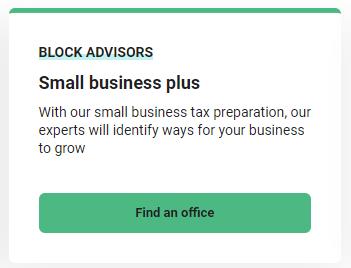 BLOCK ADVISORS
Small business plus
With our small business tax preparation, our
experts will identify ways for your business
to grow
Find an office